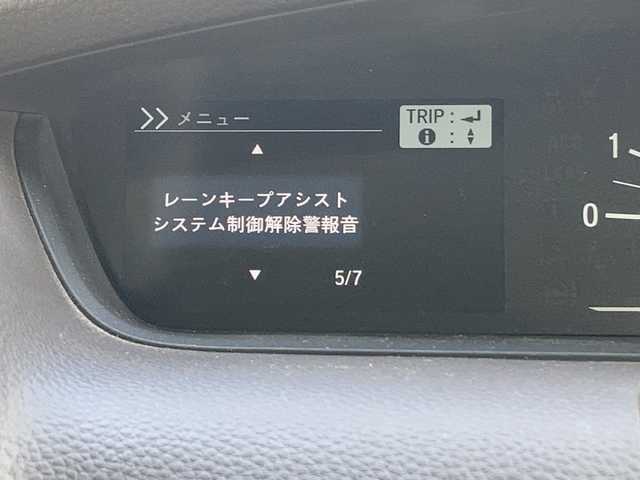 >> メニュー
TRIP : ↵
ℹ : ▲▼
▲
レーンキープアシスト
システム制御解除警報音
▼
5/7
1
0